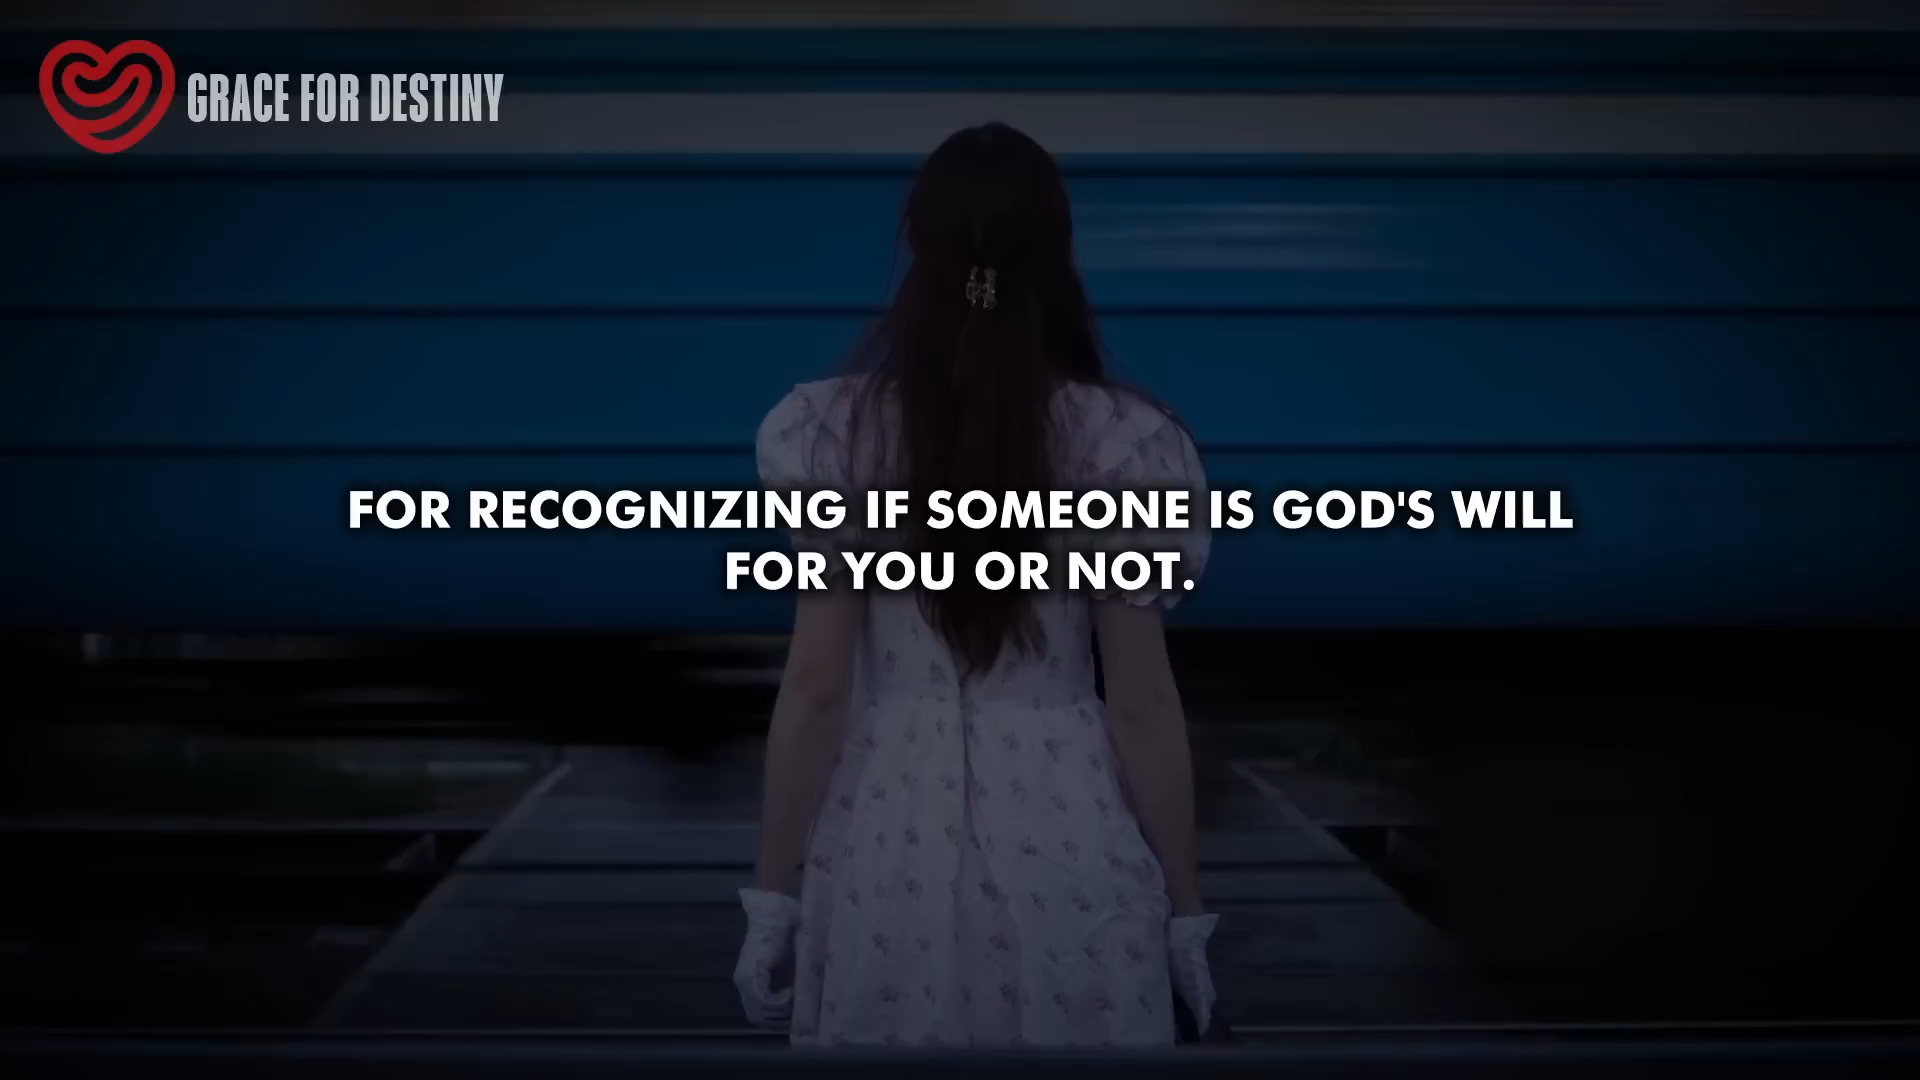 GRACE FOR DESTINY
FOR RECOGNIZING IF SOMEONE IS GOD'S WILL
FOR YOU OR NOT.